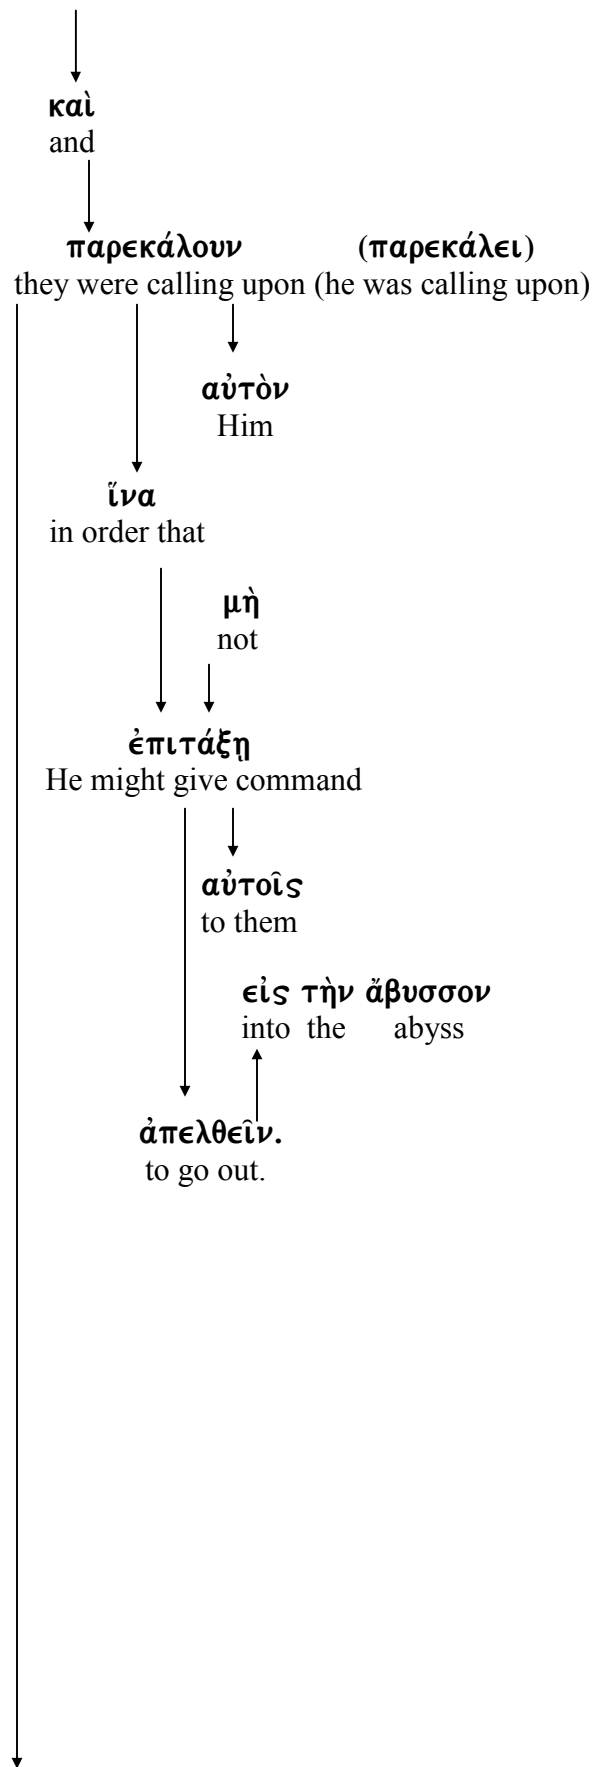 καὶ
and
παρεκάλουν (παρεκάλει)
they were calling upon (he was calling upon)
αὐτὸν
Him
ἵνα
in order that
μὴ
not
ἐπιτάξῃ
He might give command
αὐτοῖς
to them
εἰς τὴν ἄβυσσον
into the abyss
ἀπελθεῖν.
to go out.